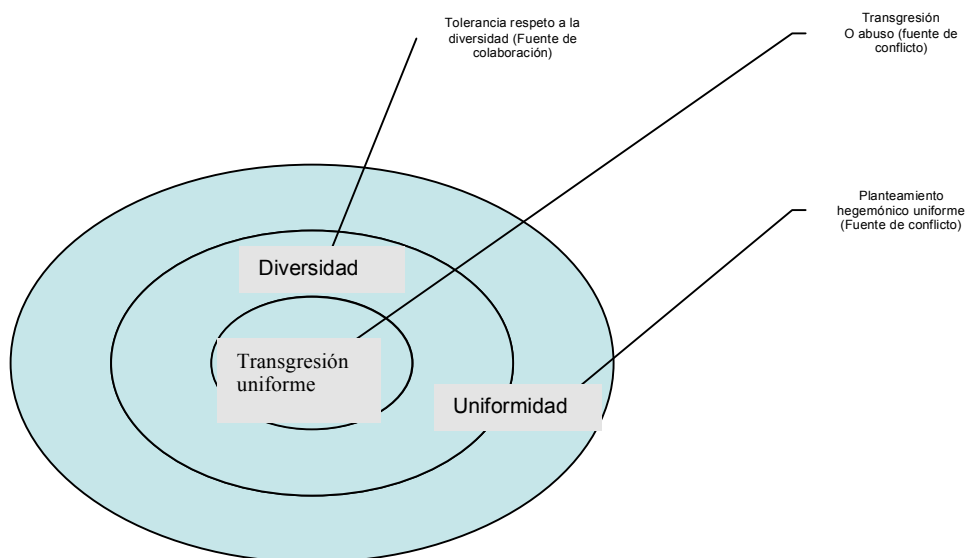 Tolerancia respeto a la
diversidad (Fuente de
colaboración)
Transgresión
O abuso (fuente de
conflicto)
Planteamiento
hegemónico uniforme
(Fuente de conflicto)
Diversidad
Transgresión
uniforme
Uniformidad